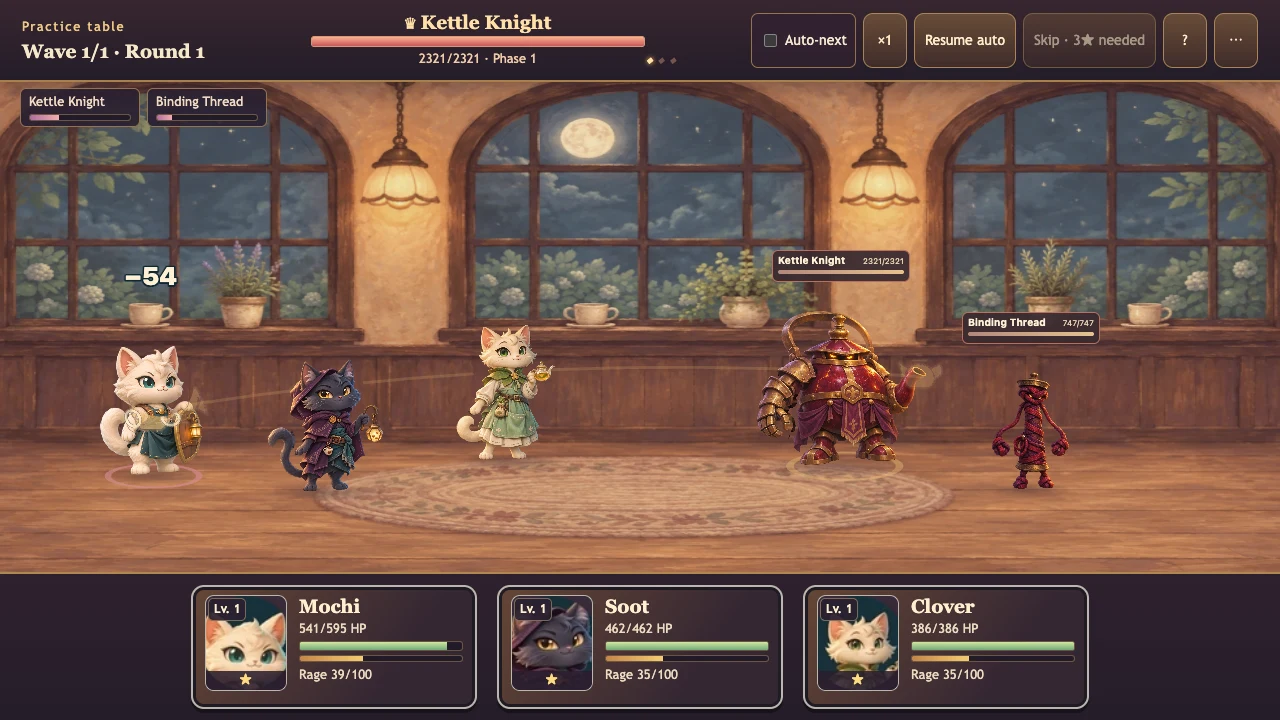 Practice table
Wave 1/1 · Round 1
♛ Kettle Knight
2321/2321 · Phase 1
Auto-next
×1
Resume auto
Skip · 3★ needed
?
···
Kettle Knight
Binding Thread
−54
Kettle Knight 2321/2321
Binding Thread 747/747
Lv. 1
Mochi
541/595 HP
Rage 39/100
Lv. 1
Soot
462/462 HP
Rage 35/100
Lv. 1
Clover
386/386 HP
Rage 35/100